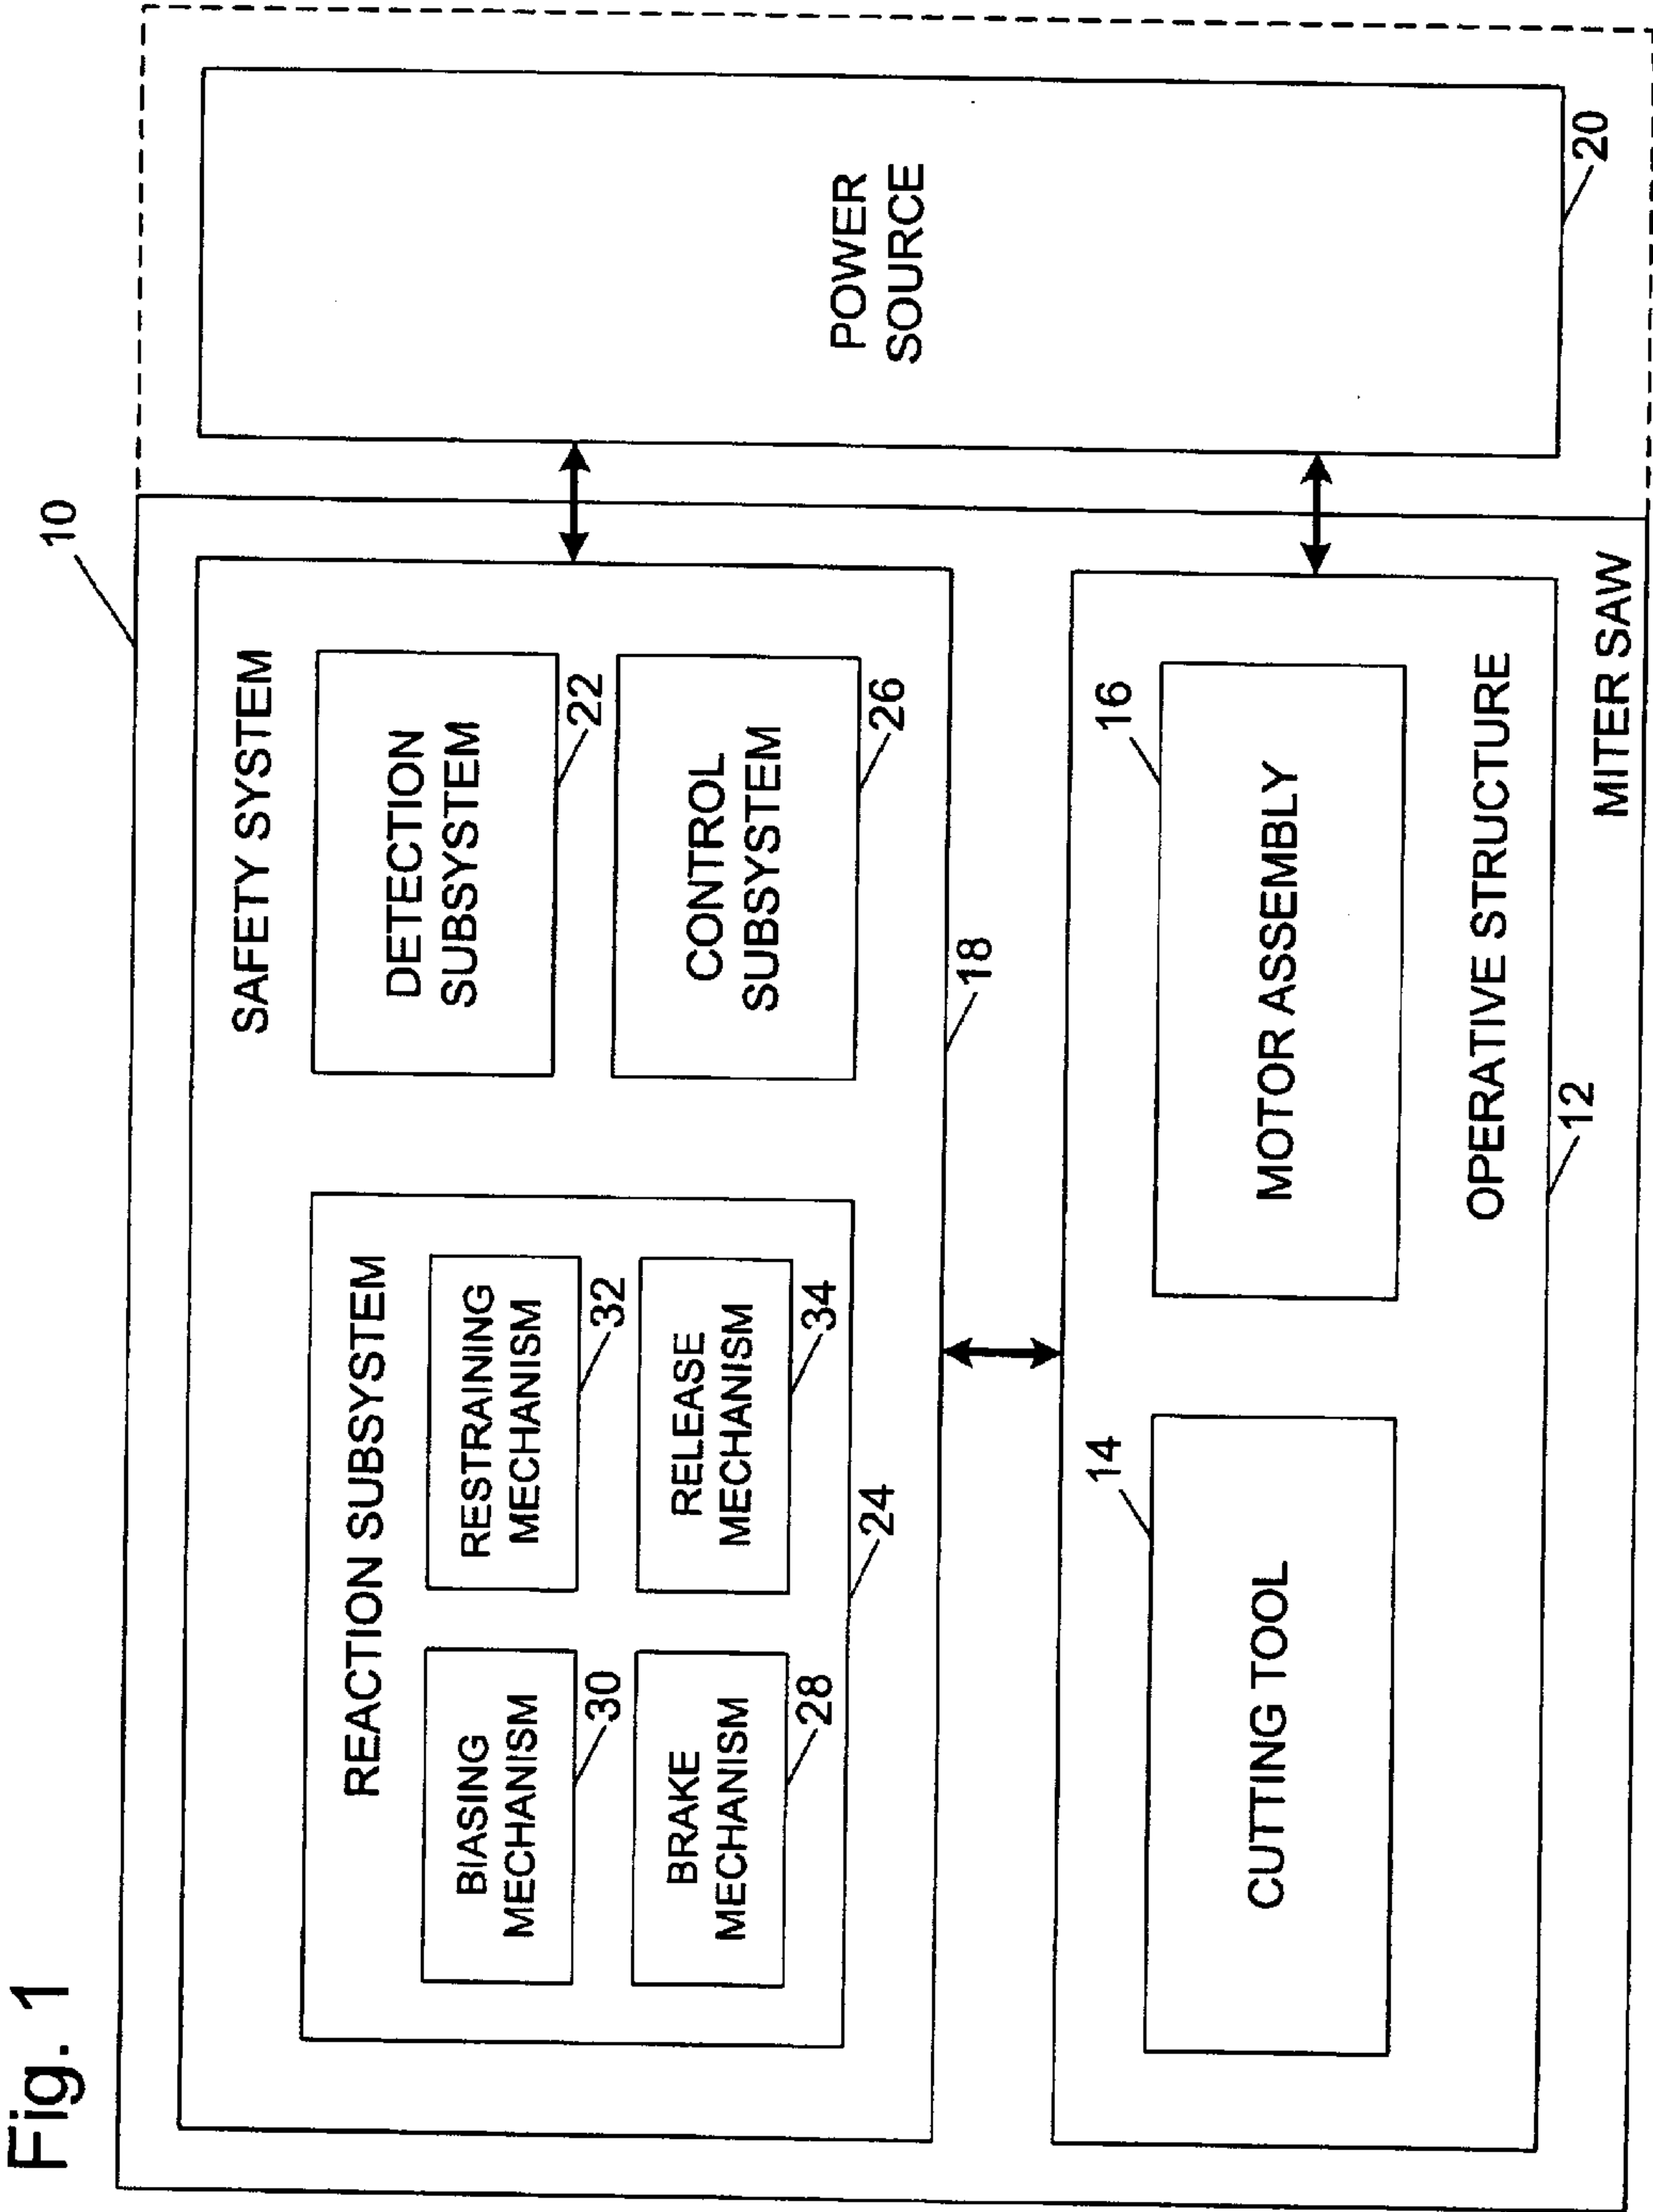 Fig. 1
10
SAFETY SYSTEM
REACTION SUBSYSTEM
BIASING
MECHANISM
30
RESTRAINING
MECHANISM
32
BRAKE
MECHANISM
28
RELEASE
MECHANISM
34
24
DETECTION
SUBSYSTEM
22
CONTROL
SUBSYSTEM
26
18
POWER
SOURCE
20
14
CUTTING TOOL
16
MOTOR ASSEMBLY
OPERATIVE STRUCTURE
12
MITER SAW